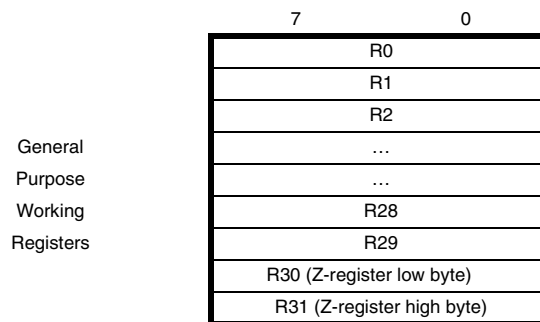 7 0
R0
R1
R2
General …
Purpose …
Working R28
Registers R29
R30 (Z-register low byte)
R31 (Z-register high byte)